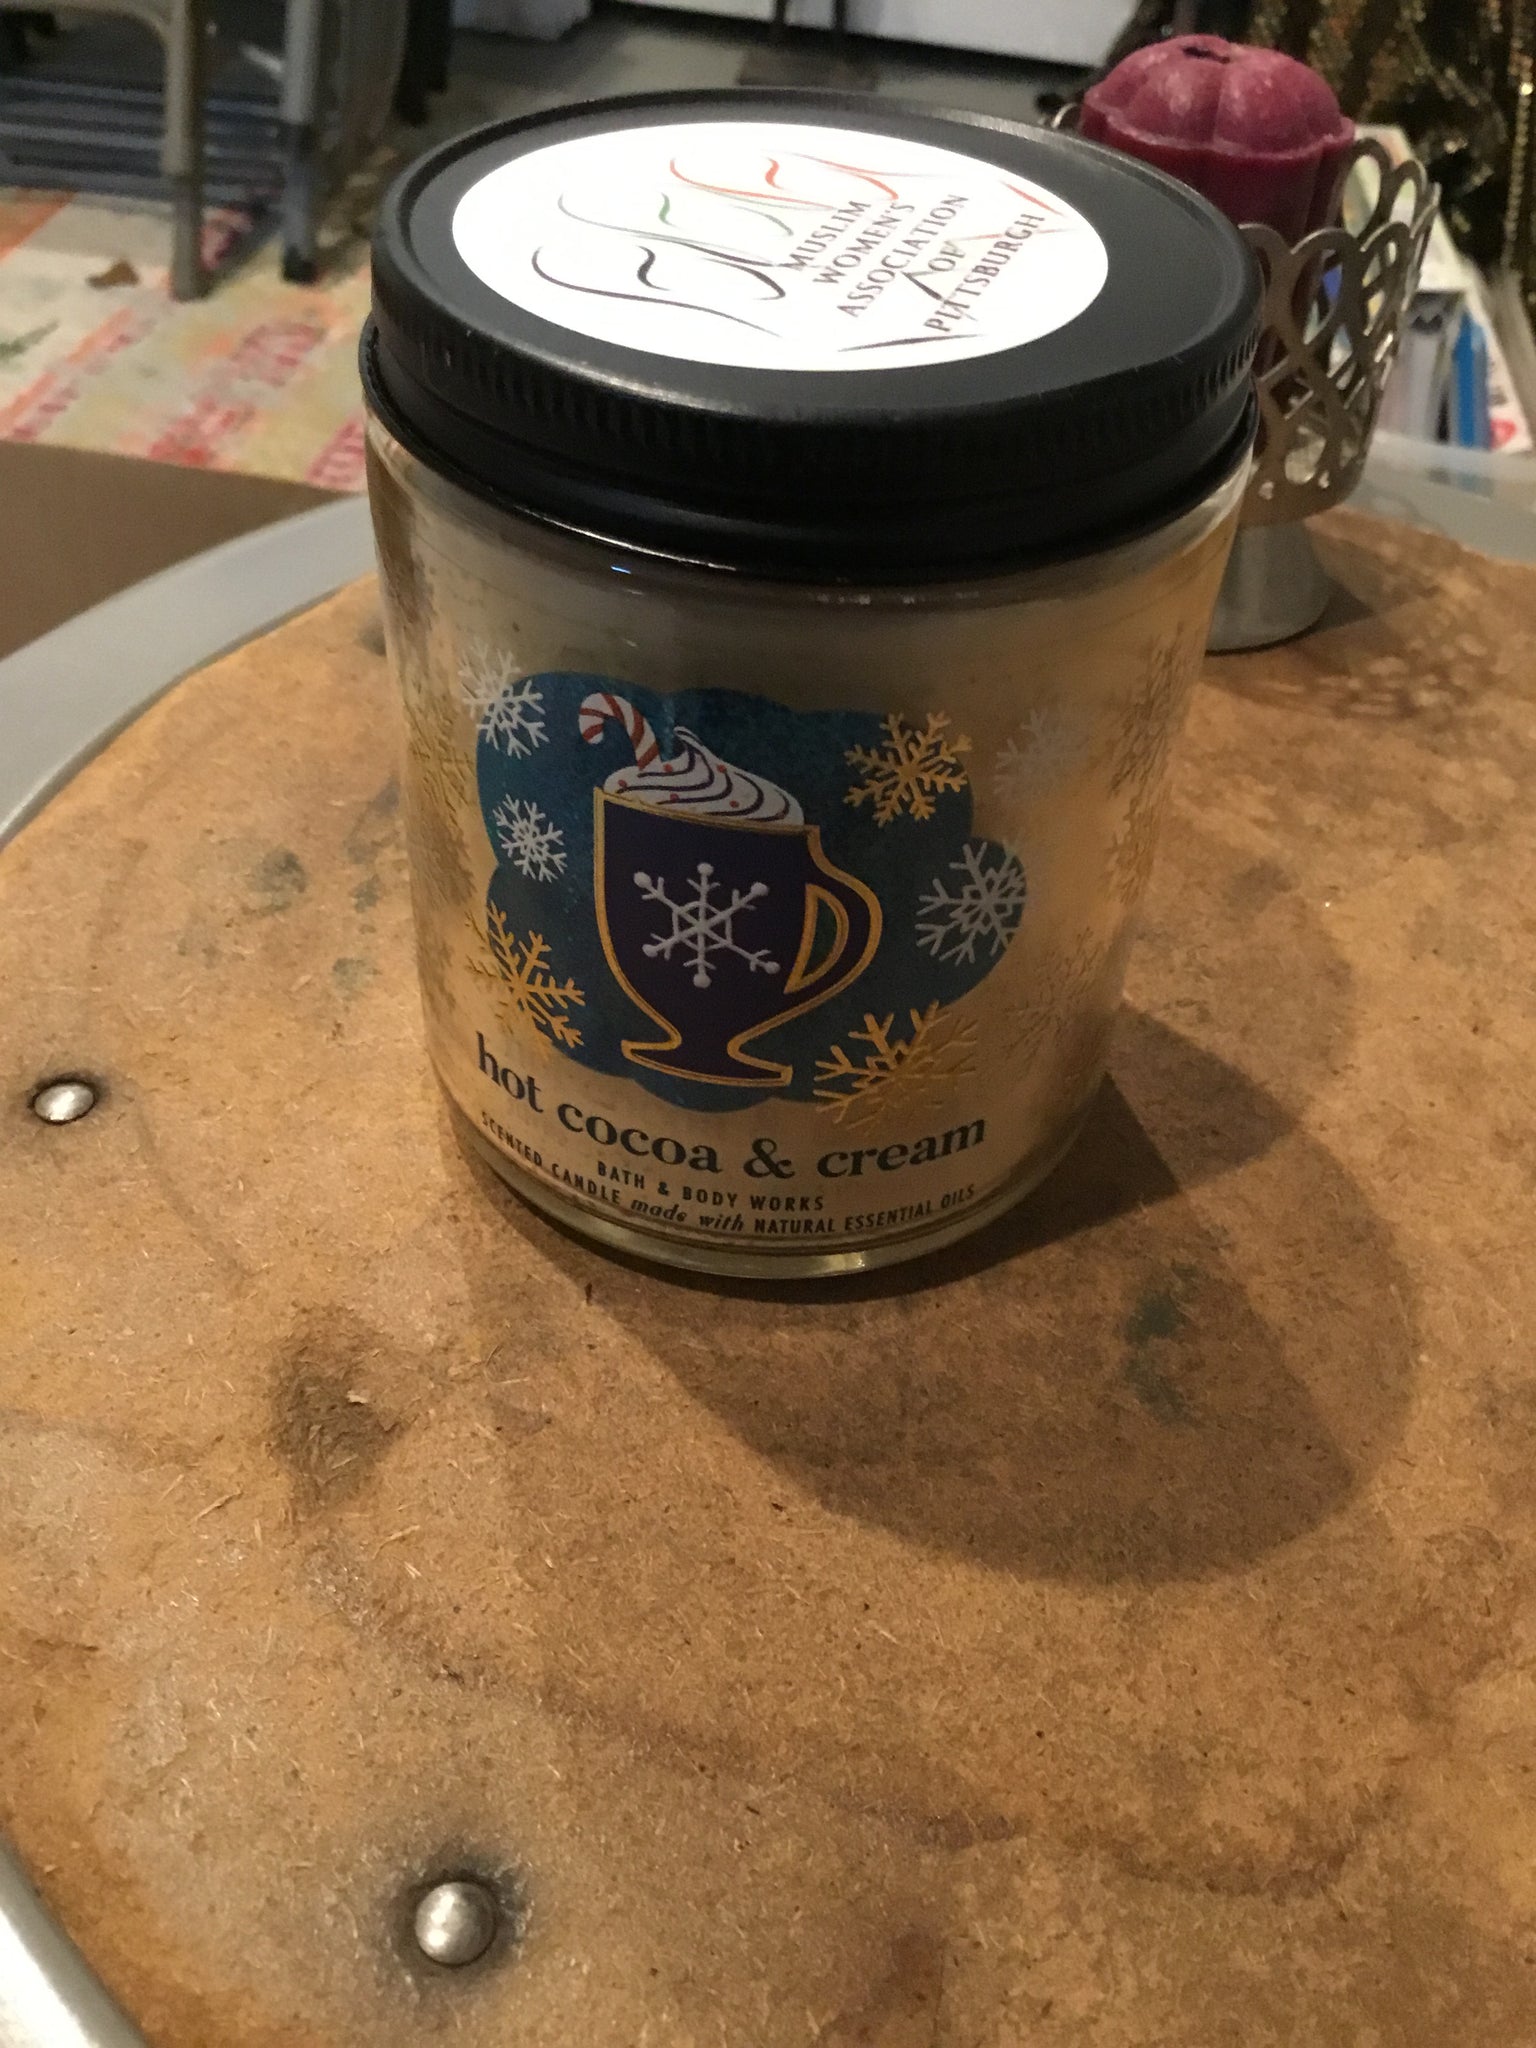 MUSLIM
WOMEN'S
ASSOCIATION
OF
PITTSBURGH
hot cocoa & cream
BATH & BODY WORKS
SCENTED CANDLE made with NATURAL ESSENTIAL OILS